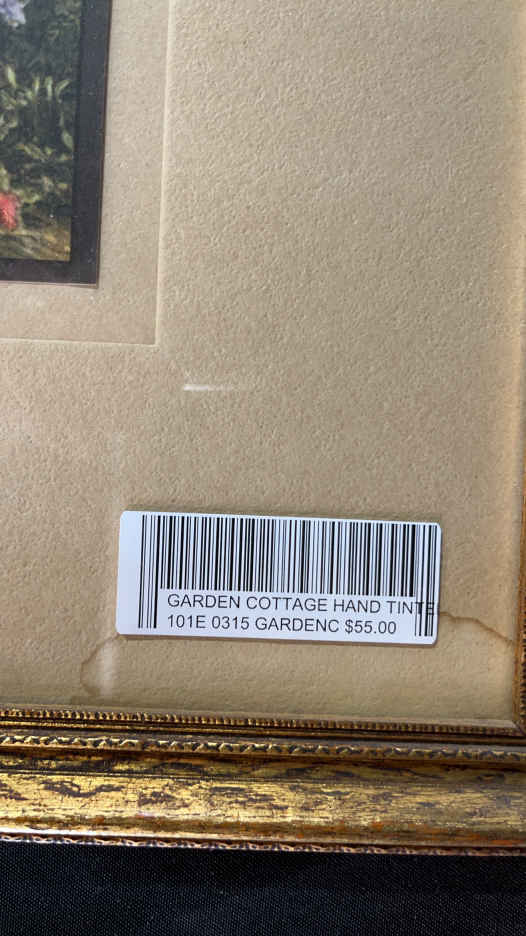 GARDEN COTTAGE HAND TINTE
101E 0315 GARDENC $55.00